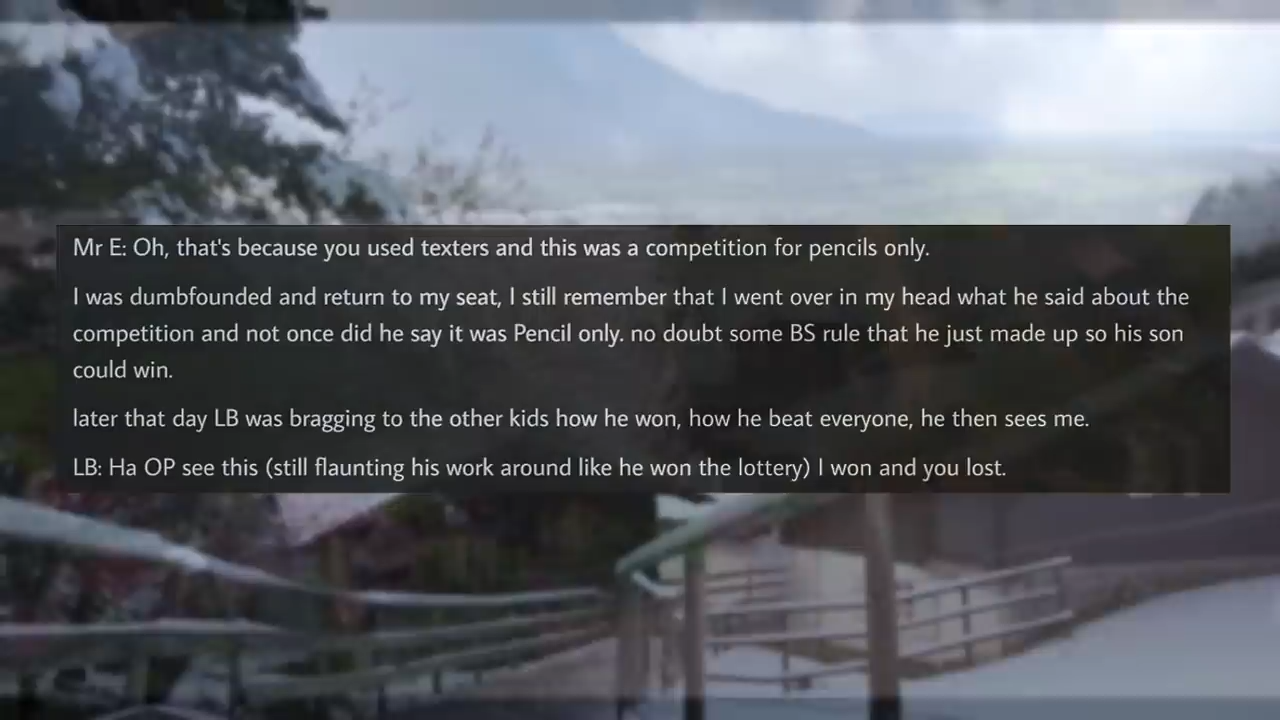 Mr E: Oh, that's because you used texters and this was a competition for pencils only.
I was dumbfounded and return to my seat, I still remember that I went over in my head what he said about the
competition and not once did he say it was Pencil only. no doubt some BS rule that he just made up so his son
could win.
later that day LB was bragging to the other kids how he won, how he beat everyone, he then sees me.
LB: Ha OP see this (still flaunting his work around like he won the lottery) I won and you lost.